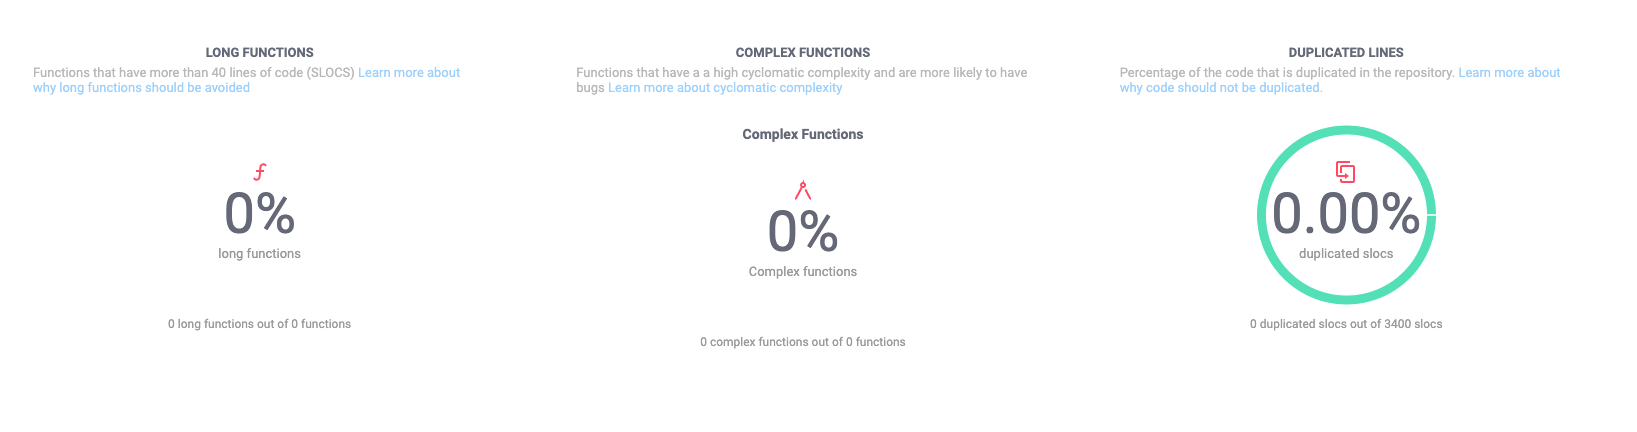 LONG FUNCTIONS
Functions that have more than 40 lines of code (SLOCS) Learn more about
why long functions should be avoided
0%
long functions
0 long functions out of 0 functions
COMPLEX FUNCTIONS
Functions that have a a high cyclomatic complexity and are more likely to have
bugs Learn more about cyclomatic complexity
Complex Functions
0%
Complex functions
0 complex functions out of 0 functions
DUPLICATED LINES
Percentage of the code that is duplicated in the repository. Learn more about
why code should not be duplicated.
0.00%
duplicated slocs
0 duplicated slocs out of 3400 slocs